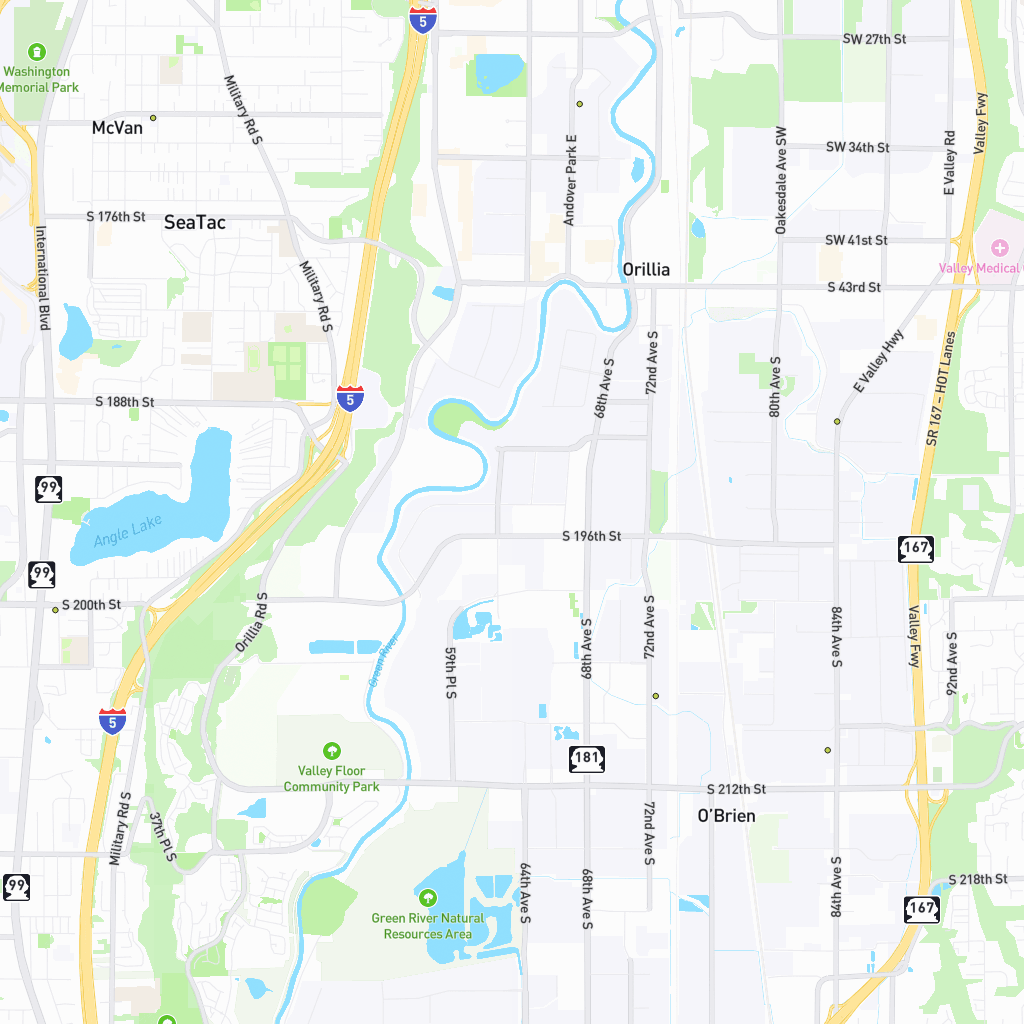 5
SW 27th St
Washington
Memorial Park
Military Rd S
Valley Fwy
McVan
Andover Park E
Oakesdale Ave SW
SW 34th St
E Valley Rd
S 176th St
SeaTac
SW 41st St
International Blvd
Military Rd S
Orillia
Valley Medical
S 43rd St
68th Ave S
72nd Ave S
80th Ave S
E Valley Hwy
SR 167 – HOT Lanes
S 188th St
5
99
Angle Lake
S 196th St
167
99
S 200th St
Orillia Rd S
Green River
59th Pl S
68th Ave S
72nd Ave S
84th Ave S
Valley Fwy
92nd Ave S
5
181
Valley Floor
Community Park
S 212th St
O'Brien
Military Rd S
37th Pl S
72nd Ave S
99
64th Ave S
68th Ave S
84th Ave S
S 218th St
167
Green River Natural
Resources Area